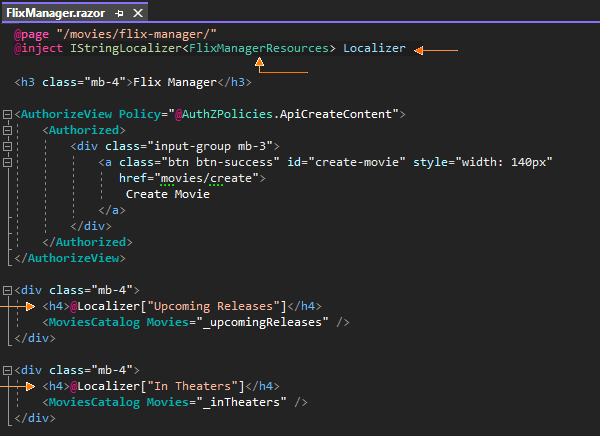 FlixManager.razor
@page "/movies/flix-manager/"
@inject IStringLocalizer<FlixManagerResources> Localizer
<h3 class="mb-4">Flix Manager</h3>
<AuthorizeView Policy="@AuthZPolicies.ApiCreateContent">
<Authorized>
<div class="input-group mb-3">
<a class="btn btn-success" id="create-movie" style="width: 140px"
href="movies/create">
Create Movie
</a>
</div>
</Authorized>
</AuthorizeView>
<div class="mb-4">
<h4>@Localizer["Upcoming Releases"]</h4>
<MoviesCatalog Movies="_upcomingReleases" />
</div>
<div class="mb-4">
<h4>@Localizer["In Theaters"]</h4>
<MoviesCatalog Movies="_inTheaters" />
</div>